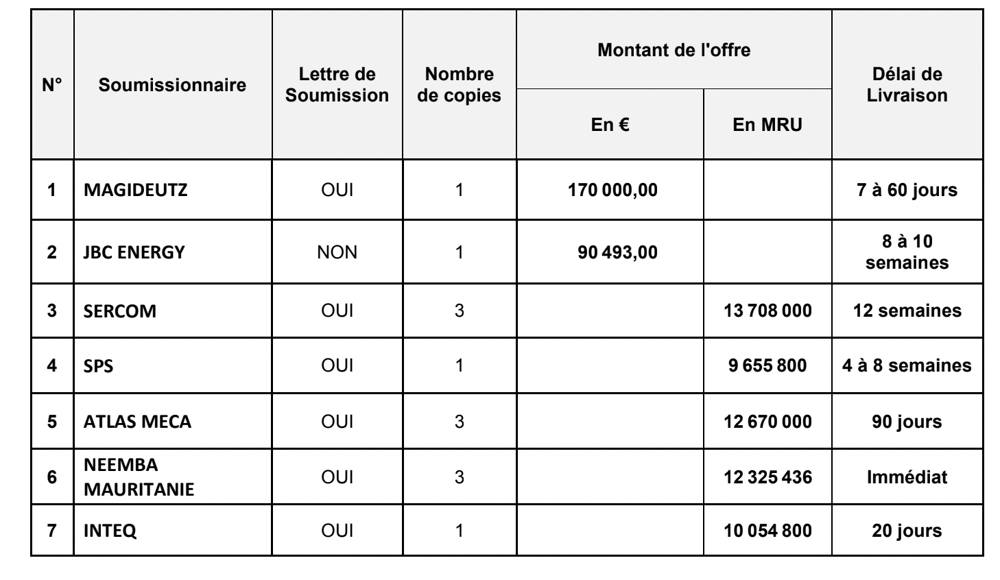 N°
Soumissionnaire
Lettre de
Soumission
Nombre
de copies
Montant de l'offre
En €
En MRU
Délai de
Livraison
1
MAGIDEUTZ
OUI
1
170 000,00
7 à 60 jours
2
JBC ENERGY
NON
1
90 493,00
8 à 10
semaines
3
SERCOM
OUI
3
13 708 000
12 semaines
4
SPS
OUI
1
9 655 800
4 à 8 semaines
5
ATLAS MECA
OUI
3
12 670 000
90 jours
6
NEEMBA
MAURITANIE
OUI
3
12 325 436
Immédiat
7
INTEQ
OUI
1
10 054 800
20 jours